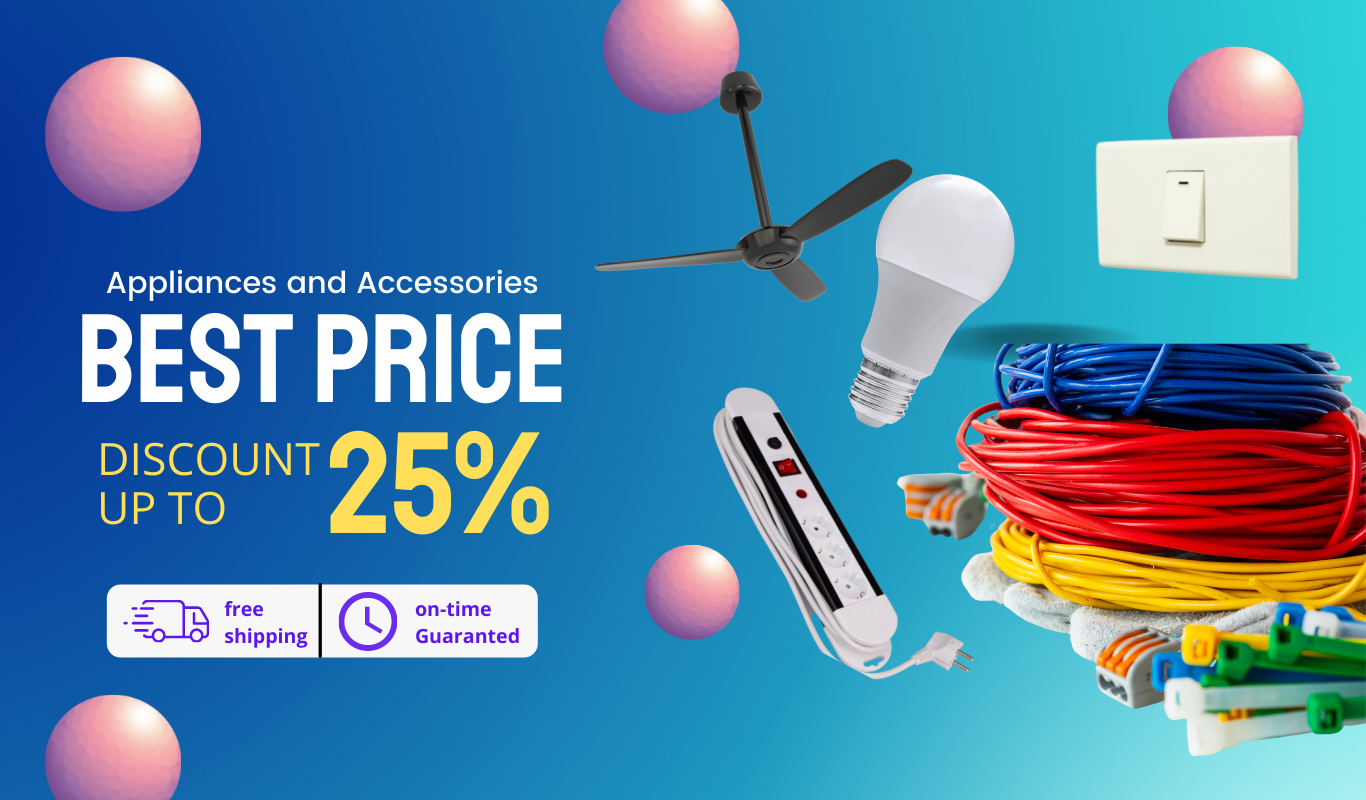 Appliances and Accessories
BEST PRICE
DISCOUNT
UP TO
25%
free
shipping
on-time
Guaranted